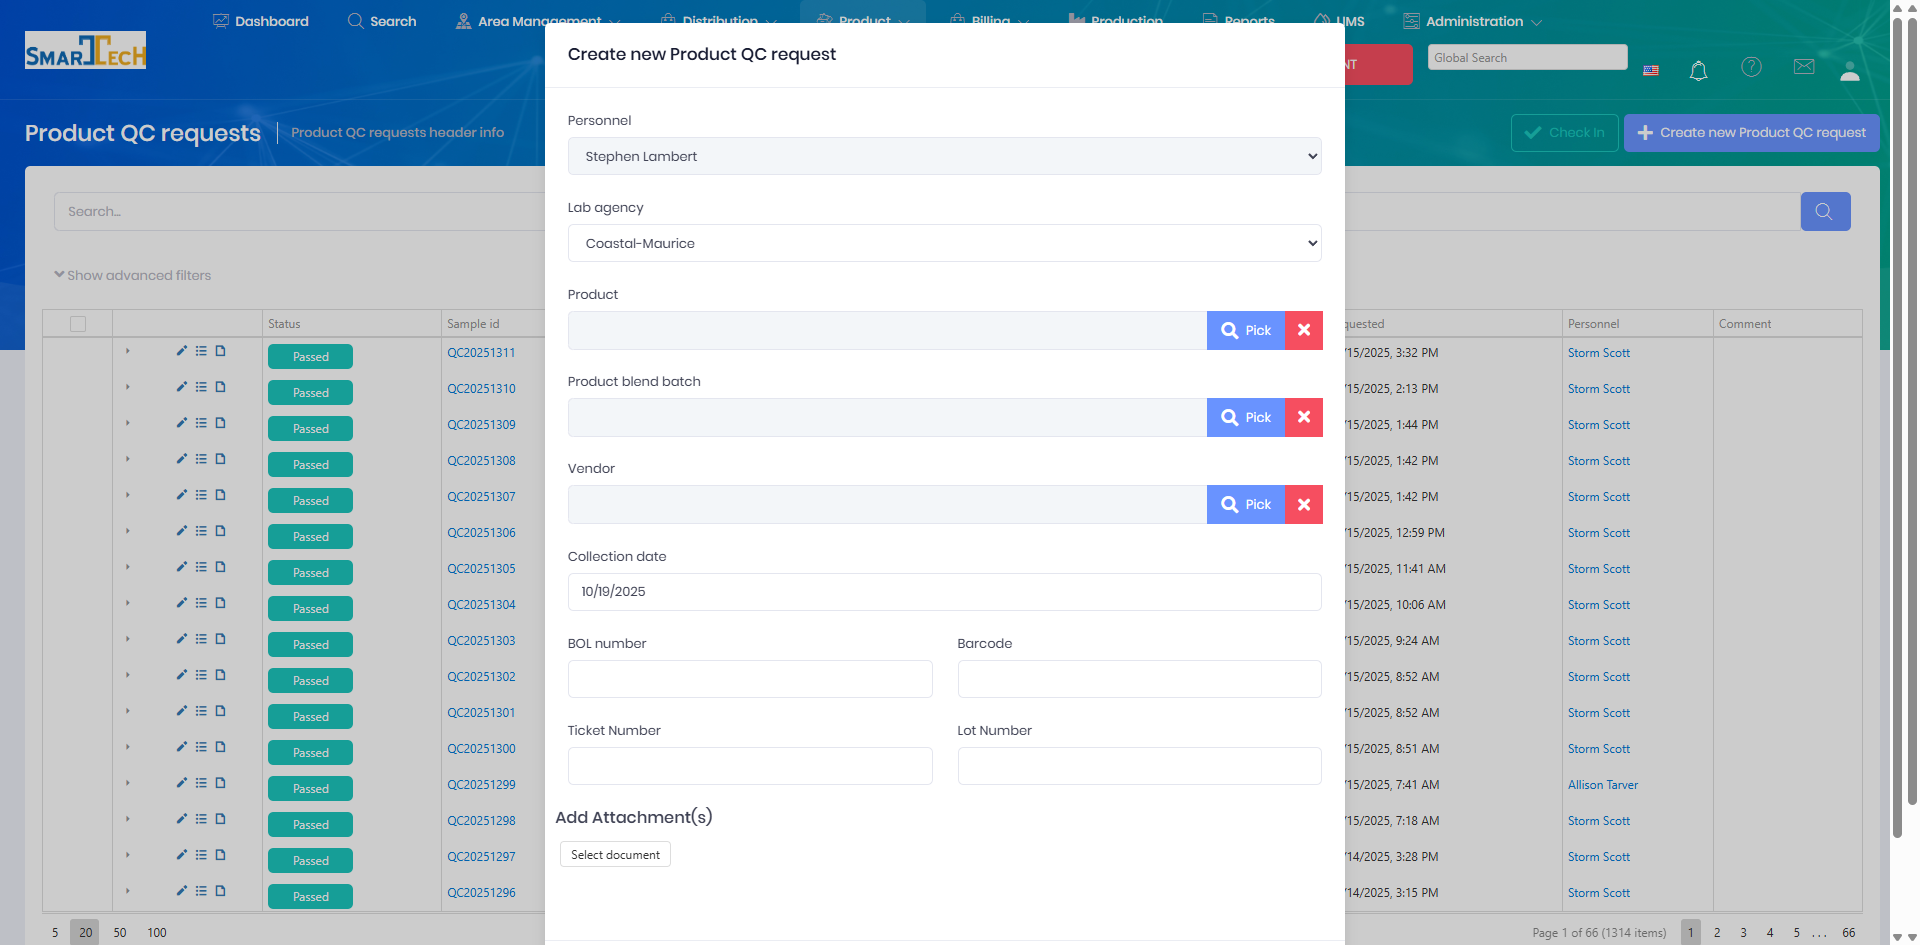 Dashboard
Search
Area Management
Distribution
Product
Billing
Production
Reports
LIMS
Administration
SMARTTECH
Create new Product QC request
NT
Global Search
Product QC requests
Product QC requests header info
Check In
Create new Product QC request
Personnel
Stephen Lambert
Search...
Lab agency
Coastal-Maurice
Show advanced filters
Product
Pick
Product blend batch
Pick
Vendor
Pick
Collection date
10/19/2025
BOL number
Barcode
Ticket Number
Lot Number
Add Attachment(s)
Select document
Status
Sample id
quested
Personnel
Comment
Passed QC20251311 /15/2025, 3:32 PM Storm Scott
Passed QC20251310 /15/2025, 2:13 PM Storm Scott
Passed QC20251309 /15/2025, 1:44 PM Storm Scott
Passed QC20251308 /15/2025, 1:42 PM Storm Scott
Passed QC20251307 /15/2025, 1:42 PM Storm Scott
Passed QC20251306 /15/2025, 12:59 PM Storm Scott
Passed QC20251305 /15/2025, 11:41 AM Storm Scott
Passed QC20251304 /15/2025, 10:06 AM Storm Scott
Passed QC20251303 /15/2025, 9:24 AM Storm Scott
Passed QC20251302 /15/2025, 8:52 AM Storm Scott
Passed QC20251301 /15/2025, 8:52 AM Storm Scott
Passed QC20251300 /15/2025, 8:51 AM Storm Scott
Passed QC20251299 /15/2025, 7:41 AM Allison Tarver
Passed QC20251298 /15/2025, 7:18 AM Storm Scott
Passed QC20251297 /14/2025, 3:28 PM Storm Scott
Passed QC20251296 /14/2025, 3:15 PM Storm Scott
5 20 50 100
Page 1 of 66 (1314 items) 1 2 3 4 5 ... 66